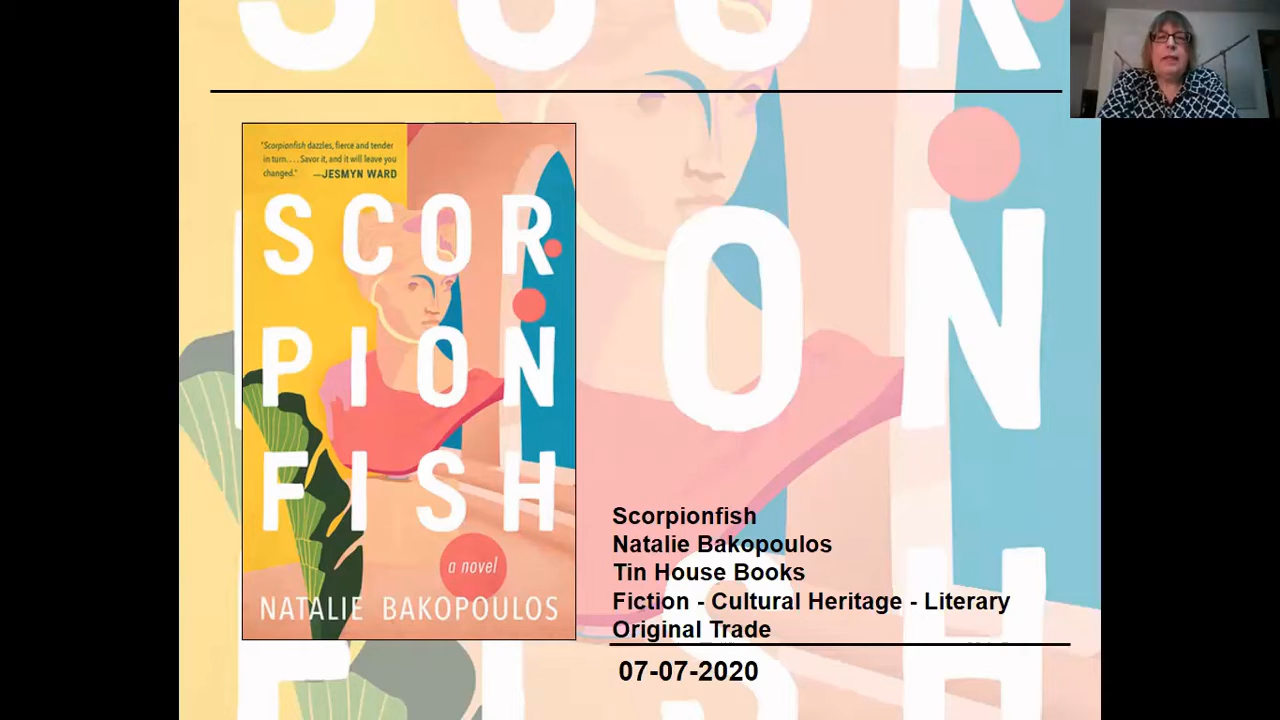 "Scorpionfish dazzles, fierce and tender
in turn. . . . Savor it, and it will leave you
changed." —JESMYN WARD
SCOR
PION
FISH
a novel
NATALIE BAKOPOULOS
Scorpionfish
Natalie Bakopoulos
Tin House Books
Fiction - Cultural Heritage - Literary
Original Trade
07-07-2020